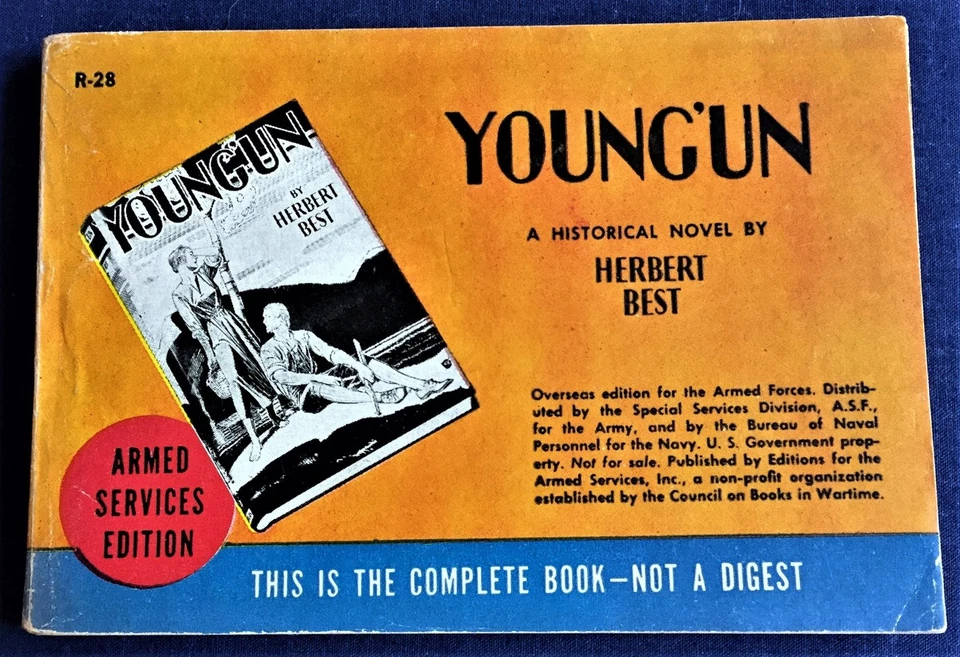 R-28
YOUNG'UN
BY
HERBERT
BEST
YOUNG'UN
A HISTORICAL NOVEL BY
HERBERT
BEST
Overseas edition for the Armed Forces. Distrib-
uted by the Special Services Division, A.S.F.,
for the Army, and by the Bureau of Naval
Personnel for the Navy. U. S. Government prop-
erty. Not for sale. Published by Editions for the
Armed Services, Inc., a non-profit organization
established by the Council on Books in Wartime.
ARMED
SERVICES
EDITION
THIS IS THE COMPLETE BOOK—NOT A DIGEST